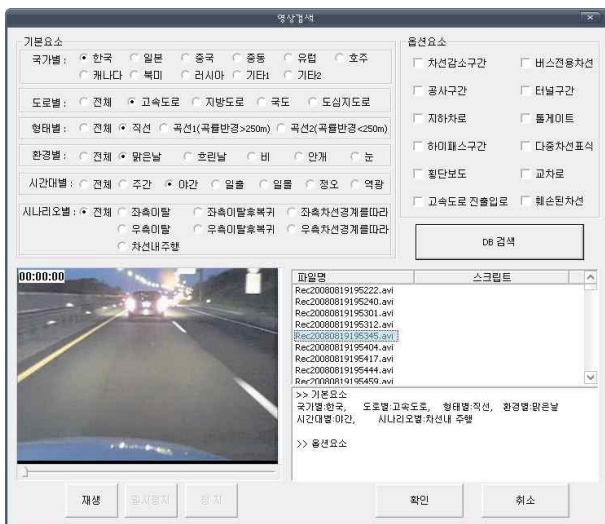 영상검색
기본요소
국가별 : 한국 일본 중국 중동 유럽 호주
캐나다 북미 러시아 기타1 기타2
도로별 : 전체 고속도로 지방도로 국도 도심지도로
형태별 : 전체 직선 곡선1(곡률반경>250m) 곡선2(곡률반경<250m)
환경별 : 전체 맑은날 흐린날 비 안개 눈
시간대별 : 전체 주간 야간 일출 일몰 정오 역광
시나리오별 : 전체 좌측이탈 좌측이탈후복귀 좌측차선경계를따라
우측이탈 우측이탈후복귀 우측차선경계를따라
차선내주행
옵션요소
차선감소구간 버스전용차선
공사구간 터널구간
지하차로 톨게이트
하이패스구간 다중차선표식
횡단보도 교차로
고속도로 진출입로 훼손된차선
DB 검색
00:00:00
파일명 스크립트
Rec20080819195222.avi
Rec20080819195240.avi
Rec20080819195301.avi
Rec20080819195312.avi
Rec20080819195345.avi
Rec20080819195404.avi
Rec20080819195417.avi
Rec20080819195444.avi
Rec20080819195459.avi
>> 기본요소
국가별:한국, 도로별:고속도로, 형태별:직선, 환경별:맑은날
시간대별:야간, 시나리오별:차선내 주행
>> 옵션요소
재생 일시정지 정지
확인 취소